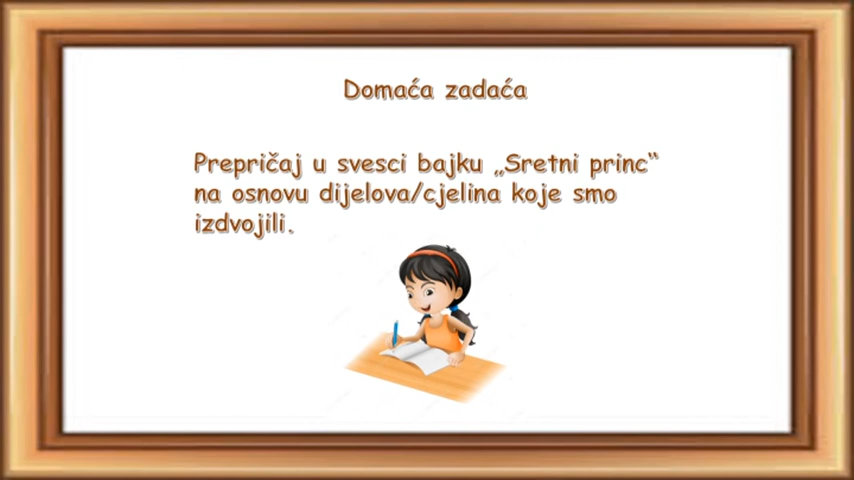 Domaća zadaća
Prepričaj u svesci bajku „Sretni princ“
na osnovu dijelova/cjelina koje smo
izdvojili.